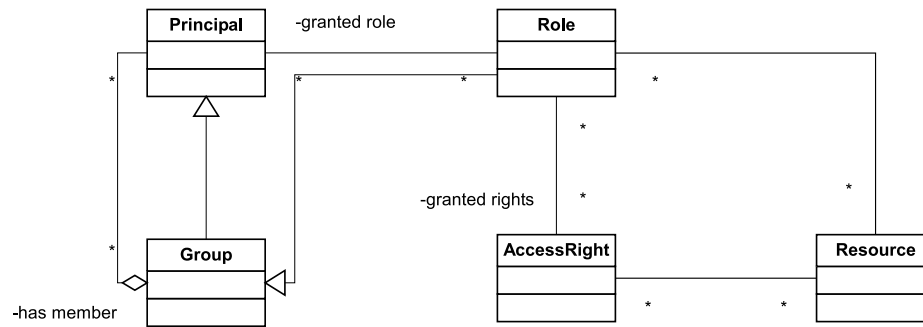 Principal
-granted role
Role
*
*
*
*
*
*
-granted rights
*
*
Group
AccessRight
Resource
-has member
*
*